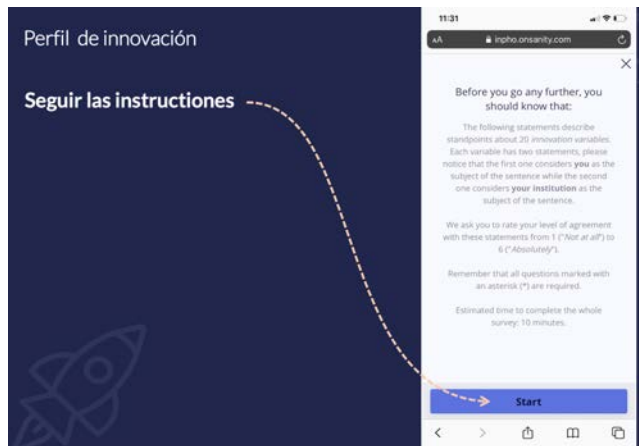 Perfil de innovación
Seguir las instructiones
11:31
AA inpho.onsanity.com
Before you go any further, you
should know that:
The following statements describe
standpoints about 20 innovation variables.
Each variable has two statements, please
notice that the first one considers you as the
subject of the sentence while the second
one considers your institution as the
subject of the sentence.
We ask you to rate your level of agreement
with these statements from 1 ("Not at all") to
6 ("Absolutely").
Remember that all questions marked with
an asterisk (*) are required.
Estimated time to complete the whole
survey: 10 minutes.
Start